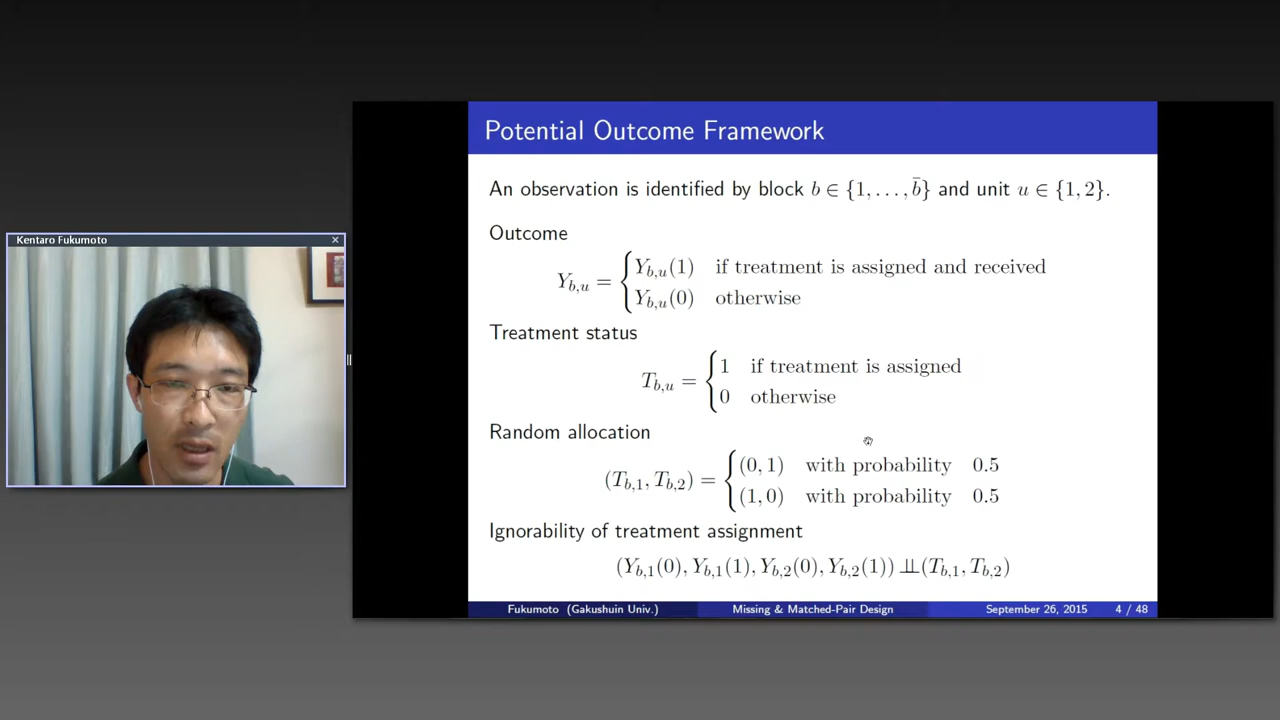 Potential Outcome Framework
An observation is identified by block b ∈ {1, . . . , b̄} and unit u ∈ {1, 2}.
Outcome
Y_{b,u} = { Y_{b,u}(1) if treatment is assigned and received
Y_{b,u}(0) otherwise
Treatment status
T_{b,u} = { 1 if treatment is assigned
0 otherwise
Random allocation
(T_{b,1}, T_{b,2}) = { (0, 1) with probability 0.5
(1, 0) with probability 0.5
Ignorability of treatment assignment
(Y_{b,1}(0), Y_{b,1}(1), Y_{b,2}(0), Y_{b,2}(1)) ⫫ (T_{b,1}, T_{b,2})
Fukumoto (Gakushuin Univ.) Missing & Matched-Pair Design September 26, 2015 4 / 48
Kentaro Fukumoto